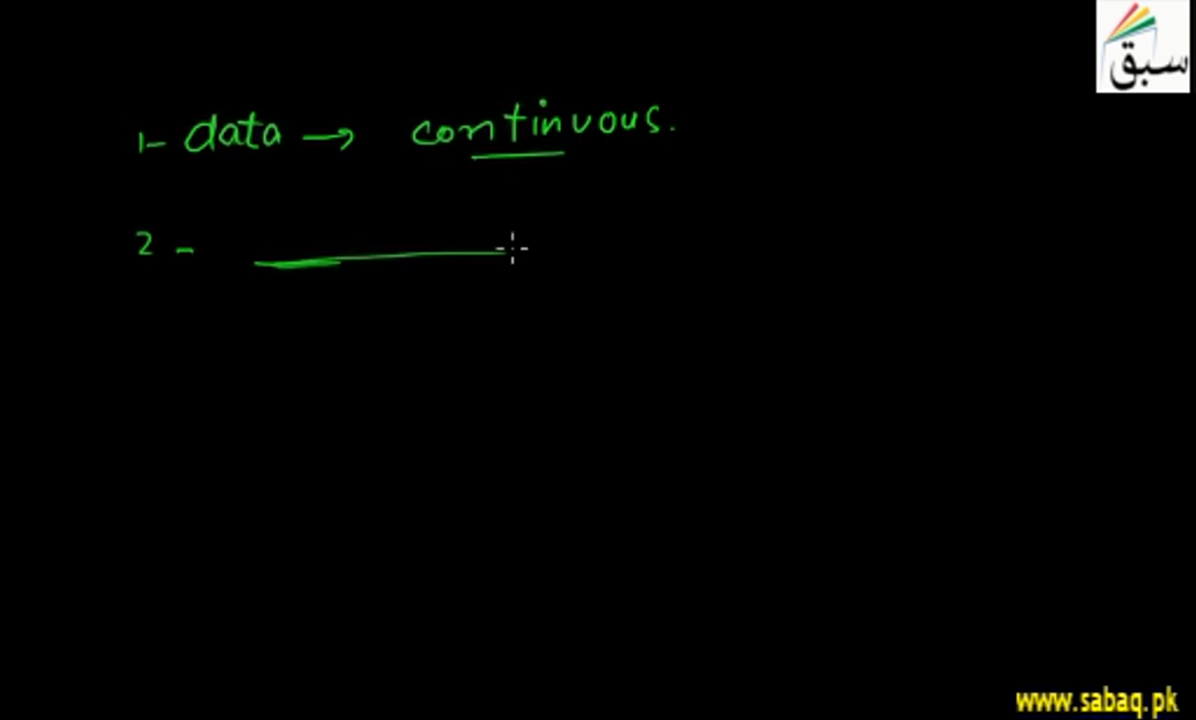 سبق
1- data → continuous.
2 -
www.sabaq.pk